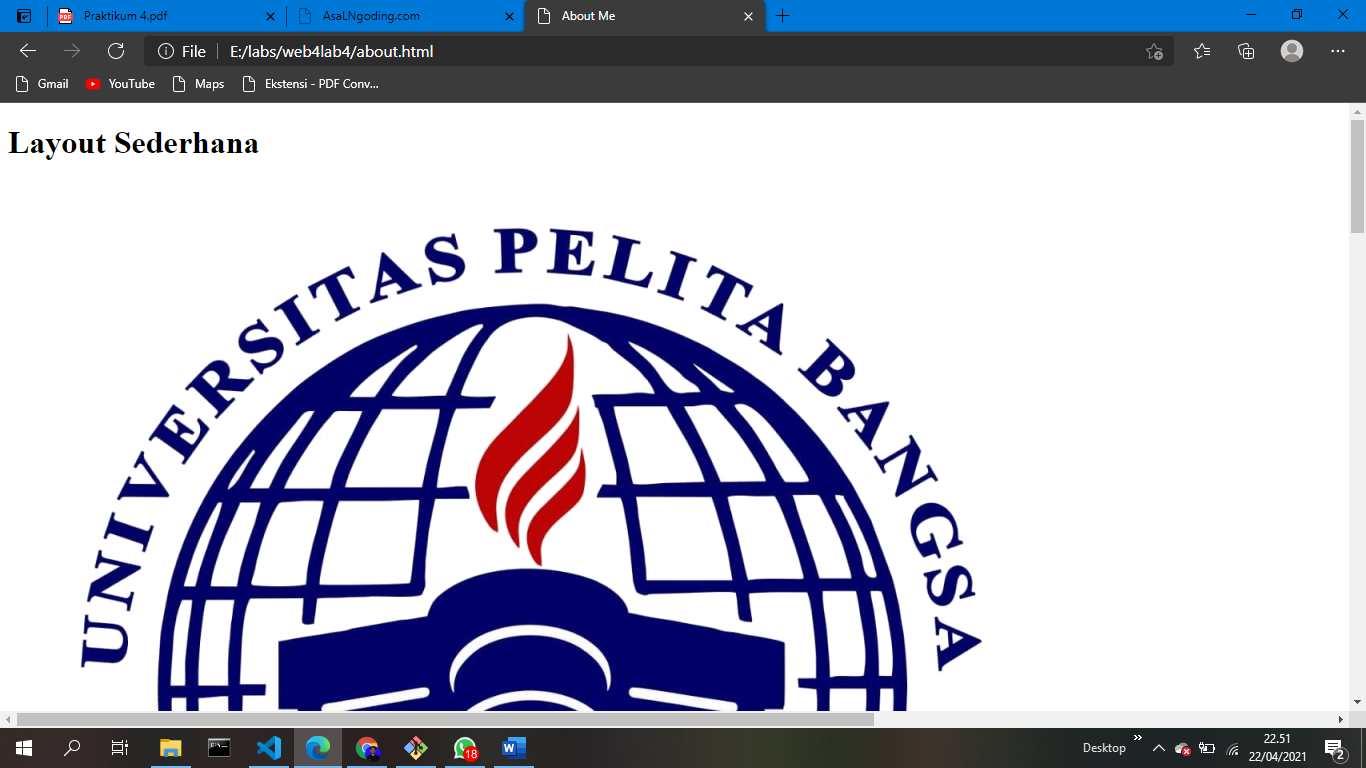 Praktikum 4.pdf
AsaLNgoding.com
About Me
File
E:/labs/web4lab4/about.html
Gmail
YouTube
Maps
Ekstensi - PDF Conv...
Layout Sederhana
UNIVERSITAS PELITA BANGSA
Desktop
18
22.51
22/04/2021
2